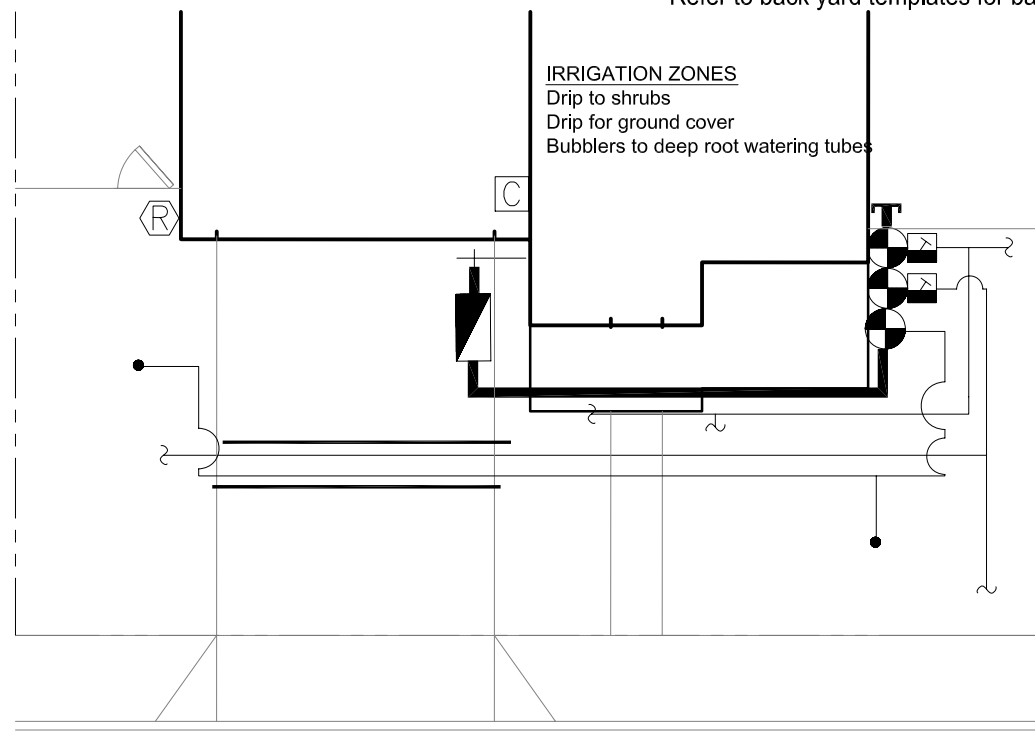 Refer to back yard templates for ba
IRRIGATION ZONES
Drip to shrubs
Drip for ground cover
Bubblers to deep root watering tubes
C
R